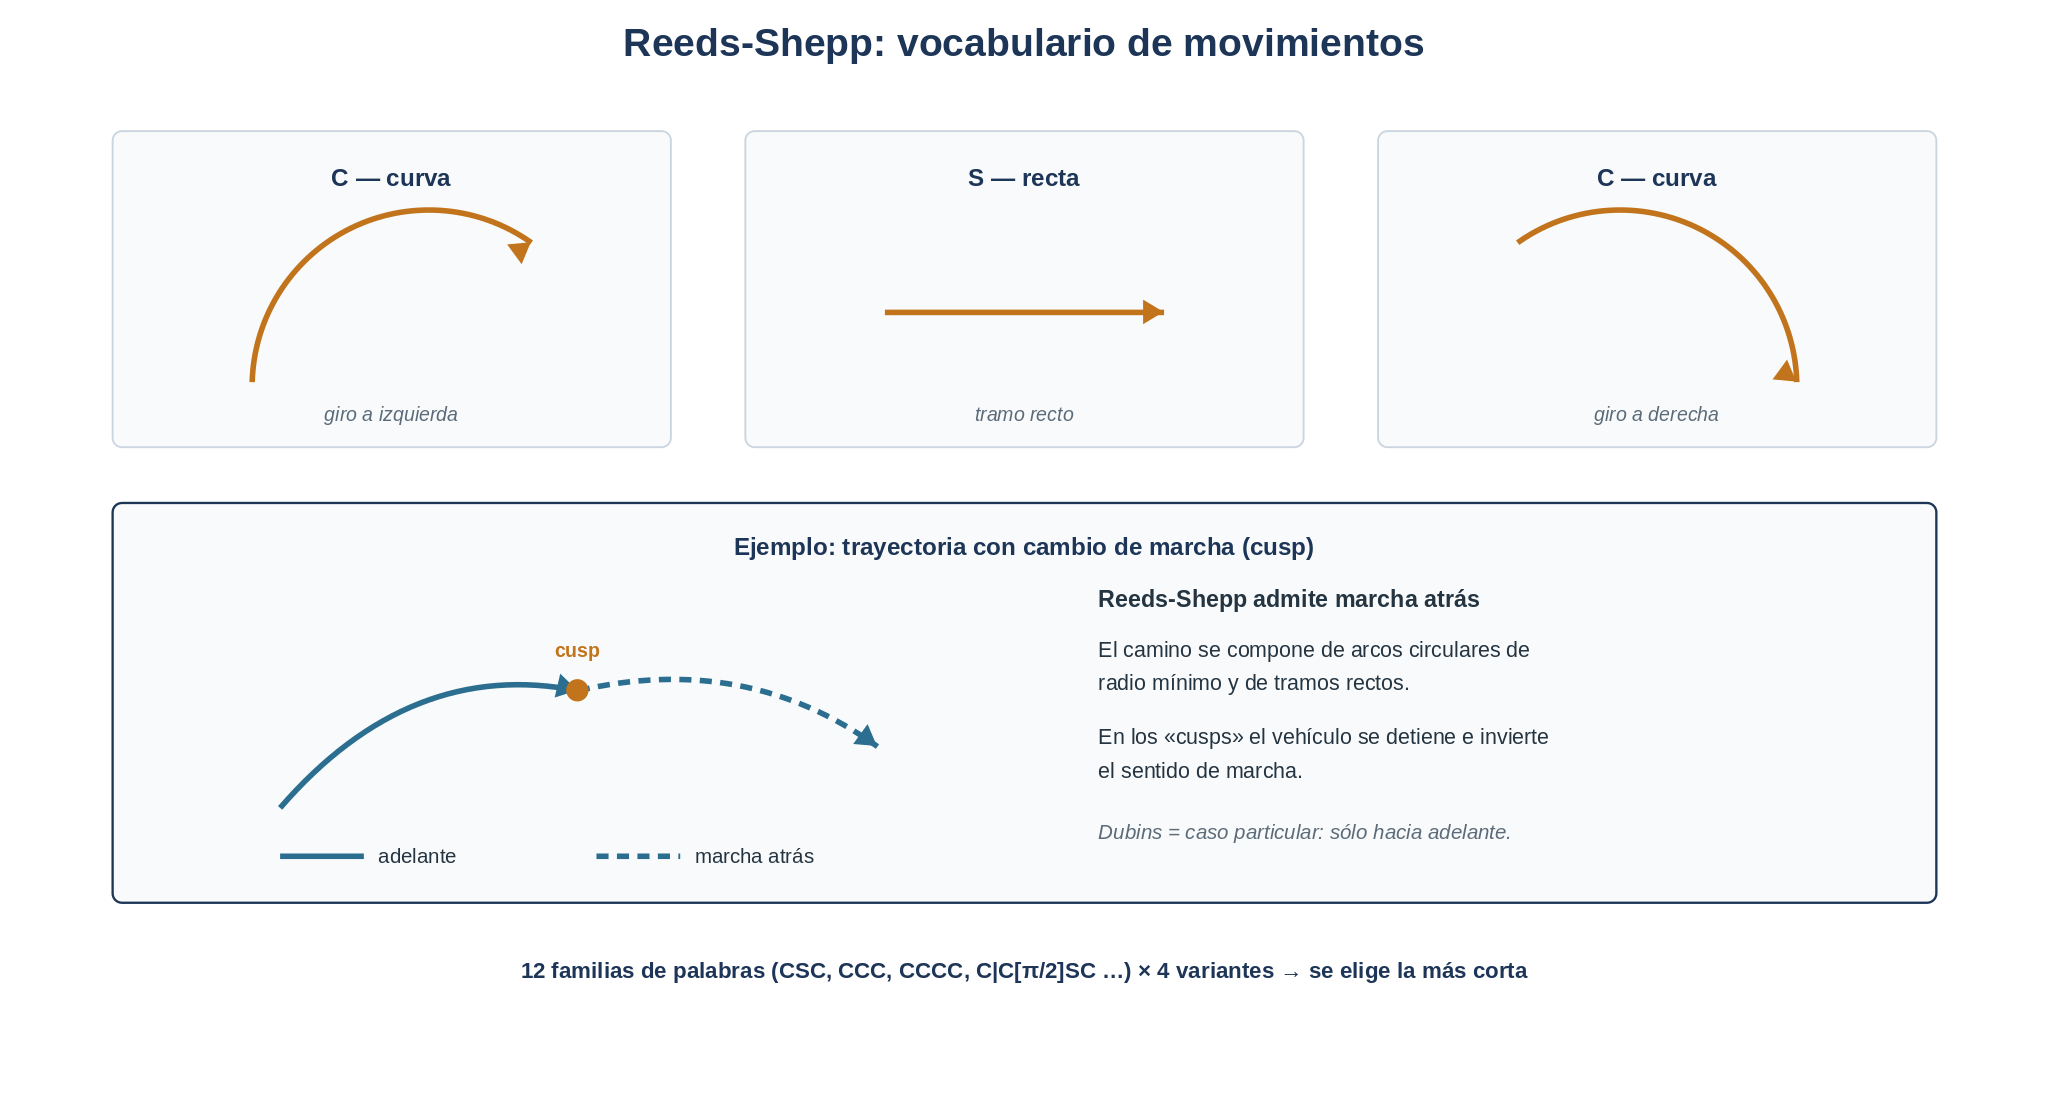 Reeds-Shepp: vocabulario de movimientos
C — curva
giro a izquierda
S — recta
tramo recto
C — curva
giro a derecha
Ejemplo: trayectoria con cambio de marcha (cusp)
cusp
adelante
marcha atrás
Reeds-Shepp admite marcha atrás
El camino se compone de arcos circulares de
radio mínimo y de tramos rectos.
En los «cusps» el vehículo se detiene e invierte
el sentido de marcha.
Dubins = caso particular: sólo hacia adelante.
12 familias de palabras (CSC, CCC, CCCC, C|C[π/2]SC …) × 4 variantes → se elige la más corta